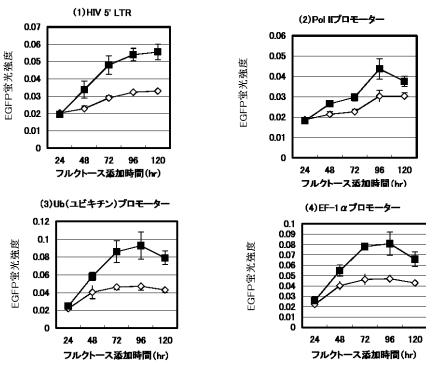 (1)HIV 5' LTR
EGFP蛍光強度
0.07
0.06
0.05
0.04
0.03
0.02
0.01
0
24 48 72 96 120
フルクトース添加時間(hr)
(2)Pol IIプロモーター
EGFP蛍光強度
0.06
0.05
0.04
0.03
0.02
0.01
0
24 48 72 96 120
フルクトース添加時間(hr)
(3)Ub(ユビキチン)プロモーター
EGFP蛍光強度
0.12
0.1
0.08
0.06
0.04
0.02
0
24 48 72 96 120
フルクトース添加時間(hr)
(4)EF-1αプロモーター
EGFP蛍光強度
0.1
0.09
0.08
0.07
0.06
0.05
0.04
0.03
0.02
0.01
0
24 48 72 96 120
フルクトース添加時間(hr)